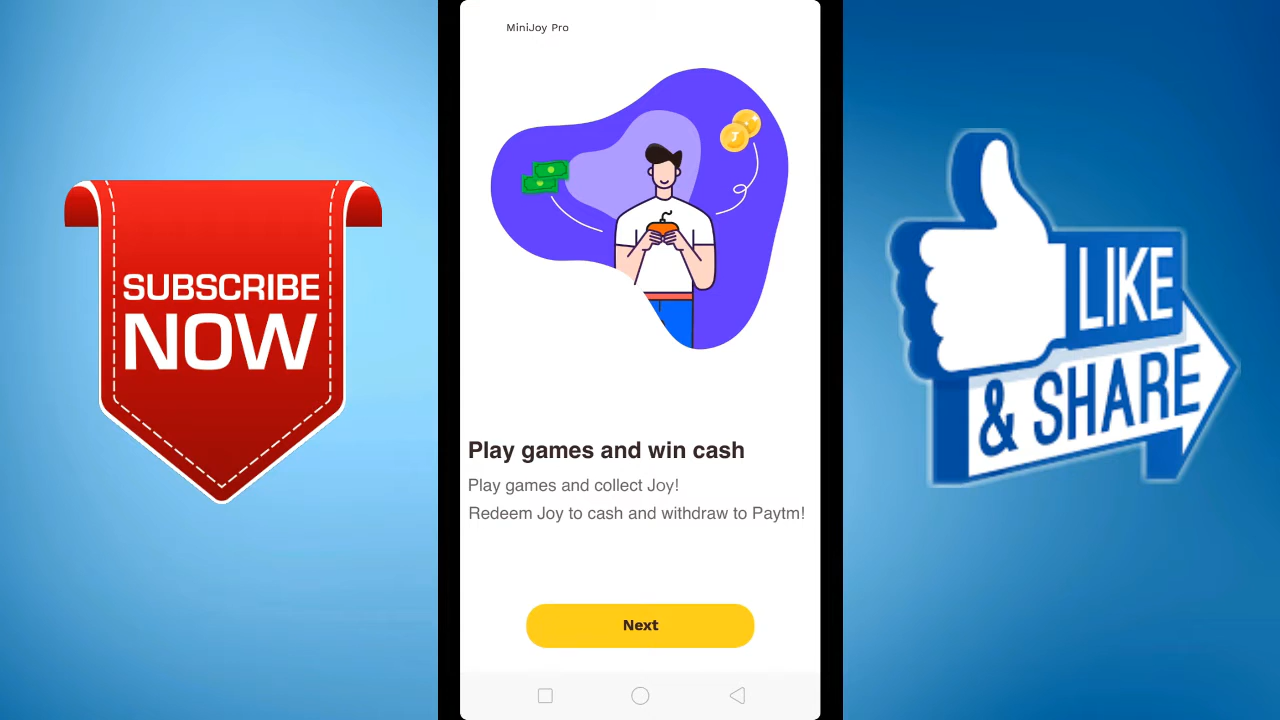 SUBSCRIBE
NOW
MiniJoy Pro
Play games and win cash
Play games and collect Joy!
Redeem Joy to cash and withdraw to Paytm!
Next
LIKE
& SHARE